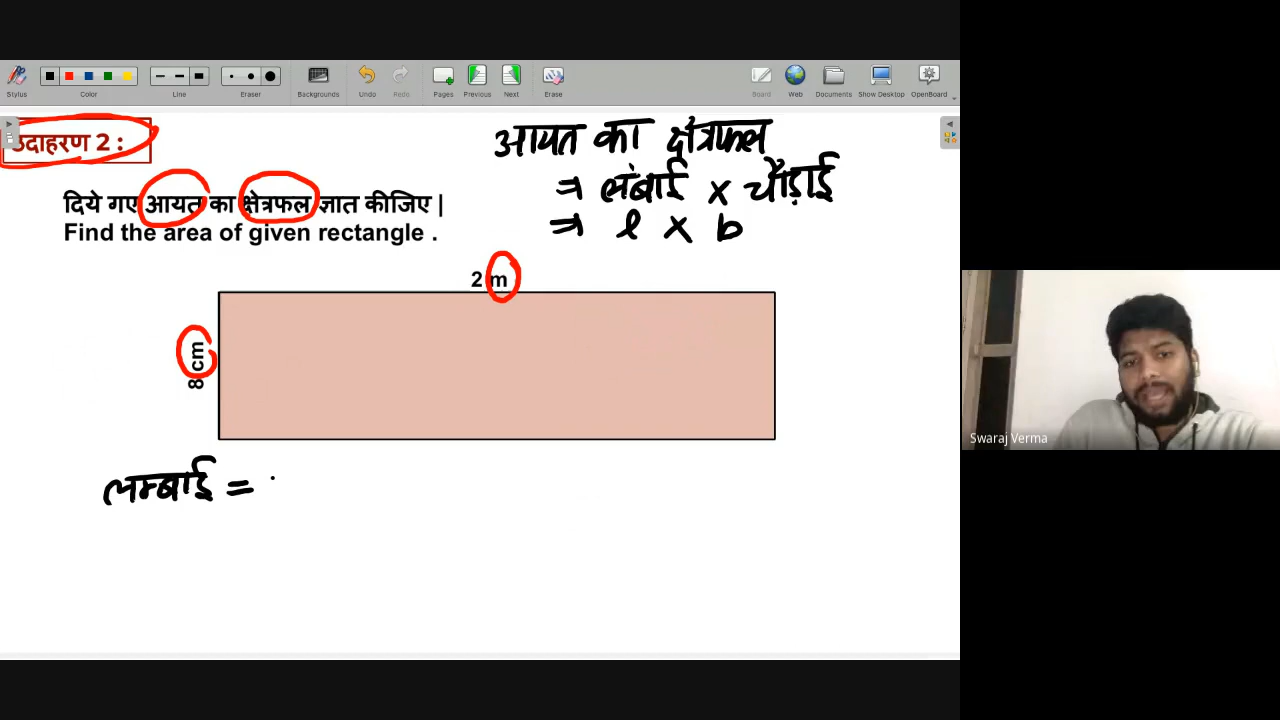 Stylus
Color
Line
Eraser
Backgrounds
Undo
Redo
Pages
Previous
Next
Erase
Board
Web
Documents
Show Desktop
OpenBoard
उदाहरण 2 :
आयत का क्षेत्रफल
⇒ लंबाई x चौड़ाई
⇒ l x b
दिये गए आयत का क्षेत्रफल ज्ञात कीजिए |
Find the area of given rectangle .
2 m
8 cm
लम्बाई =
Swaraj Verma